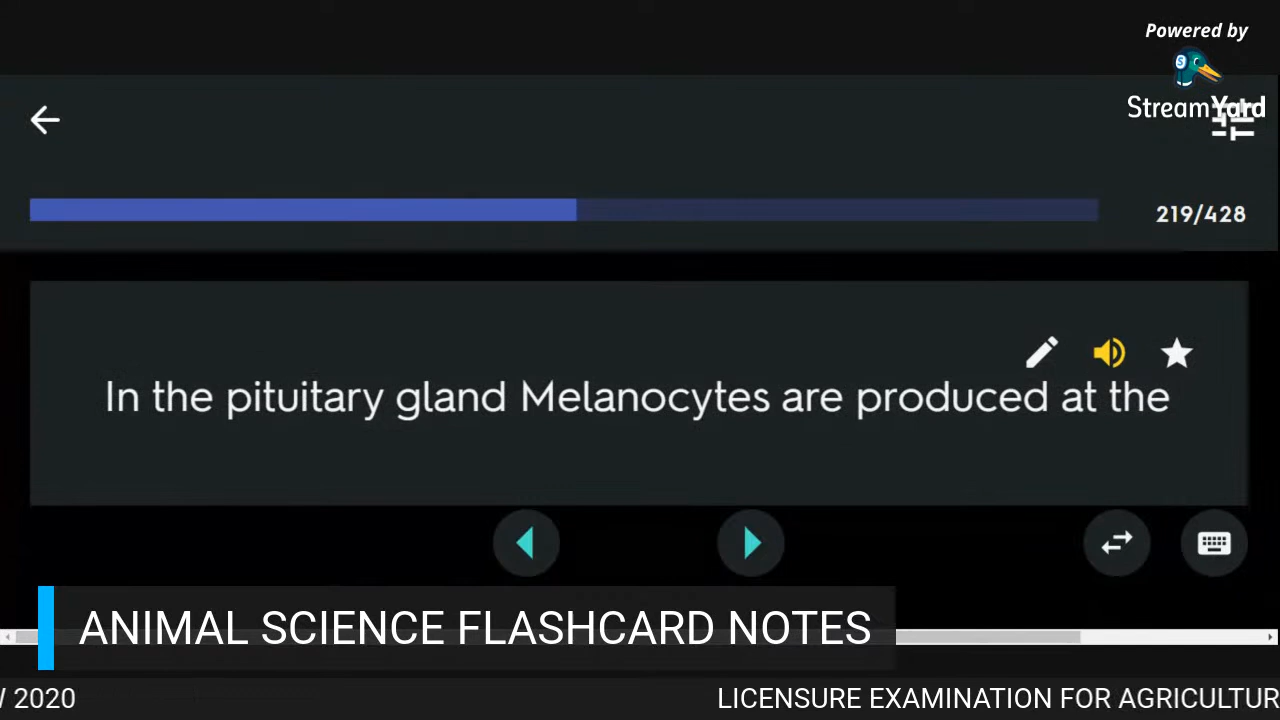 Powered by
StreamYard
219/428
In the pituitary gland Melanocytes are produced at the
ANIMAL SCIENCE FLASHCARD NOTES
2020
LICENSURE EXAMINATION FOR AGRICULTUR